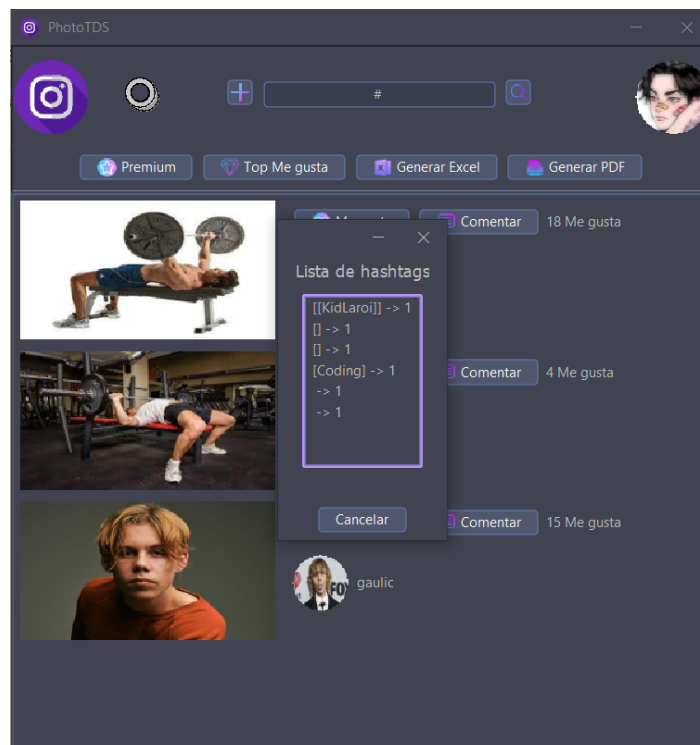 PhotoTDS
#
Premium
Top Me gusta
Generar Excel
Generar PDF
Comentar
18 Me gusta
Lista de hashtags
[[KidLaroi]] -> 1
[] -> 1
[] -> 1
[Coding] -> 1
-> 1
-> 1
Comentar
4 Me gusta
Cancelar
Comentar
15 Me gusta
FOX
gaulic